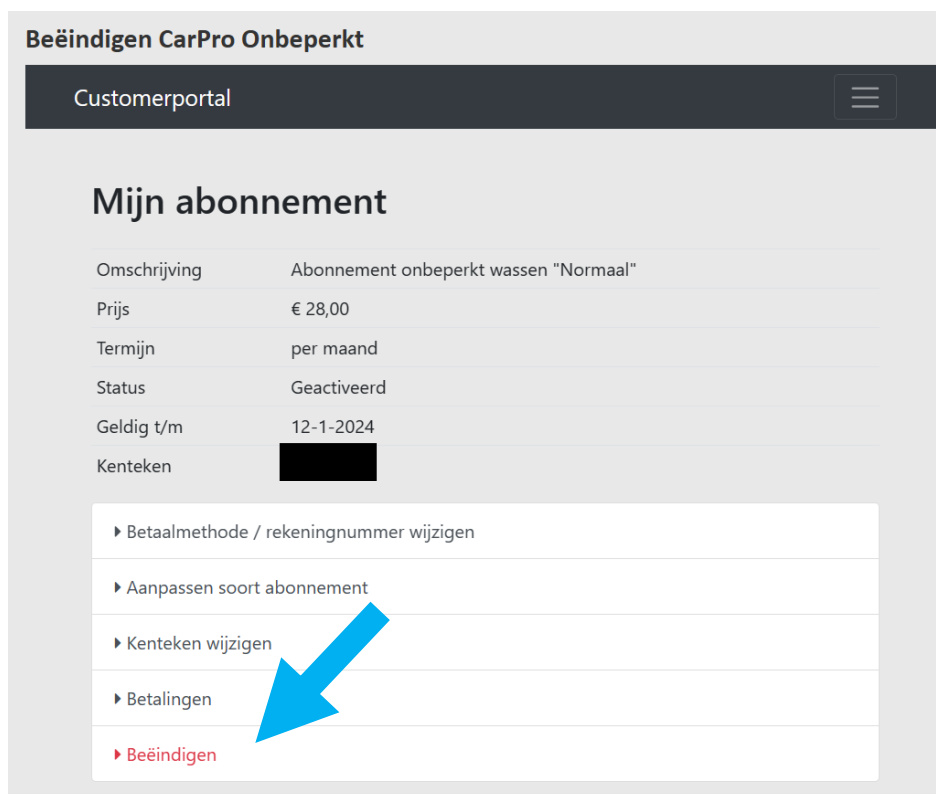 Beëindigen CarPro Onbeperkt
Customerportal
Mijn abonnement
Omschrijving Abonnement onbeperkt wassen "Normaal"
Prijs € 28,00
Termijn per maand
Status Geactiveerd
Geldig t/m 12-1-2024
Kenteken
Betaalmethode / rekeningnummer wijzigen
Aanpassen soort abonnement
Kenteken wijzigen
Betalingen
Beëindigen